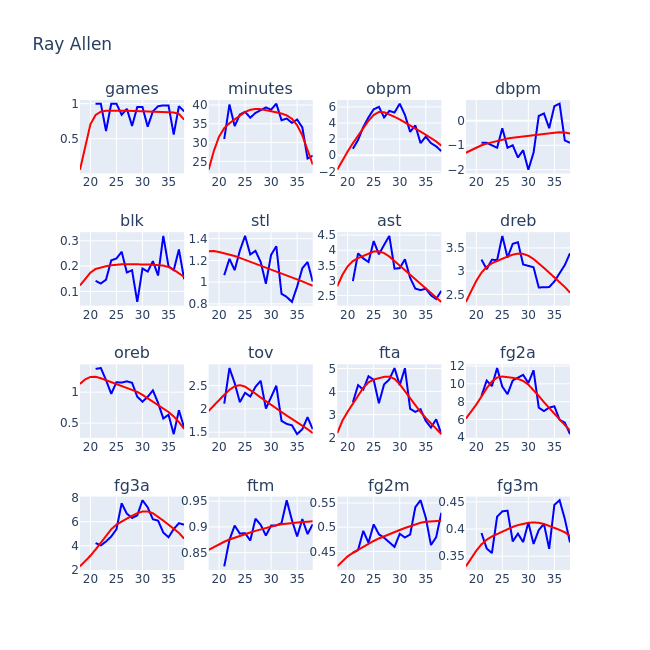 Ray Allen
games minutes obpm dbpm
1 0.5 20 25 30 35
40 35 30 25 20 25 30 35
6 4 2 0 −2 20 25 30 35
0 −1 −2 20 25 30 35
blk stl ast dreb
0.3 0.2 0.1 20 25 30 35
1.4 1.2 1 0.8 20 25 30 35
4.5 4 3.5 3 2.5 20 25 30 35
3.5 3 2.5 20 25 30 35
oreb tov fta fg2a
1 0.5 20 25 30 35
2.5 2 1.5 20 25 30 35
5 4 3 2 20 25 30 35
12 10 8 6 4 20 25 30 35
fg3a ftm fg2m fg3m
8 6 4 2 20 25 30 35
0.95 0.9 0.85 20 25 30 35
0.55 0.5 0.45 20 25 30 35
0.45 0.4 0.35 20 25 30 35